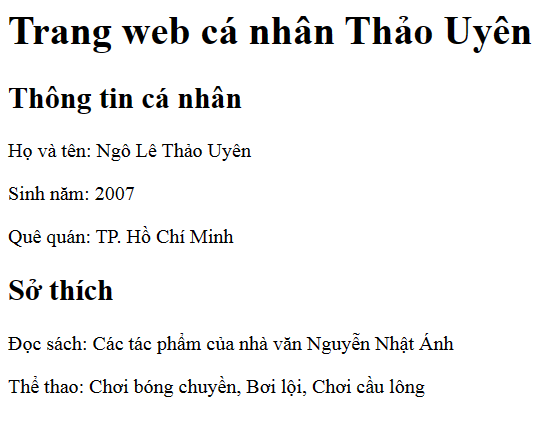 Trang web cá nhân Thảo Uyên
Thông tin cá nhân
Họ và tên: Ngô Lê Thảo Uyên
Sinh năm: 2007
Quê quán: TP. Hồ Chí Minh
Sở thích
Đọc sách: Các tác phẩm của nhà văn Nguyễn Nhật Ánh
Thể thao: Chơi bóng chuyền, Bơi lội, Chơi cầu lông